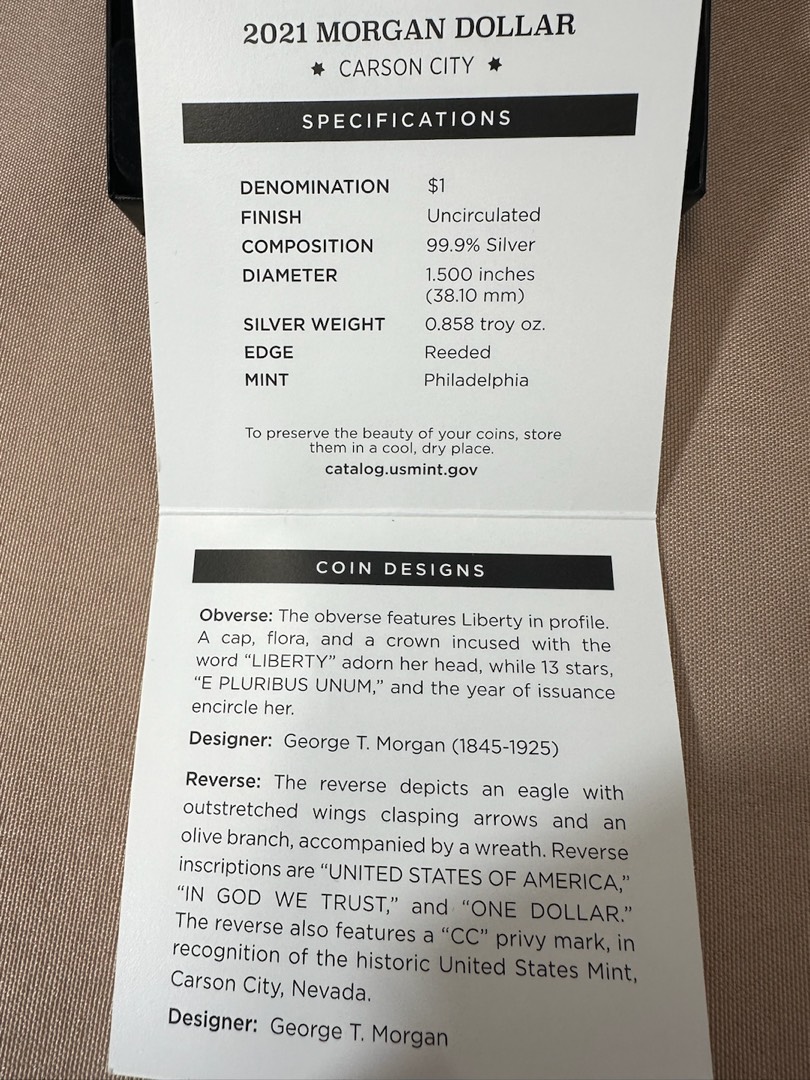 2021 MORGAN DOLLAR
★ CARSON CITY ★
SPECIFICATIONS
DENOMINATION $1
FINISH Uncirculated
COMPOSITION 99.9% Silver
DIAMETER 1.500 inches
(38.10 mm)
SILVER WEIGHT 0.858 troy oz.
EDGE Reeded
MINT Philadelphia
To preserve the beauty of your coins, store
them in a cool, dry place.
catalog.usmint.gov
COIN DESIGNS
Obverse: The obverse features Liberty in profile.
A cap, flora, and a crown incused with the
word “LIBERTY” adorn her head, while 13 stars,
“E PLURIBUS UNUM,” and the year of issuance
encircle her.
Designer: George T. Morgan (1845-1925)
Reverse: The reverse depicts an eagle with
outstretched wings clasping arrows and an
olive branch, accompanied by a wreath. Reverse
inscriptions are “UNITED STATES OF AMERICA,”
“IN GOD WE TRUST,” and “ONE DOLLAR.”
The reverse also features a “CC” privy mark, in
recognition of the historic United States Mint,
Carson City, Nevada.
Designer: George T. Morgan